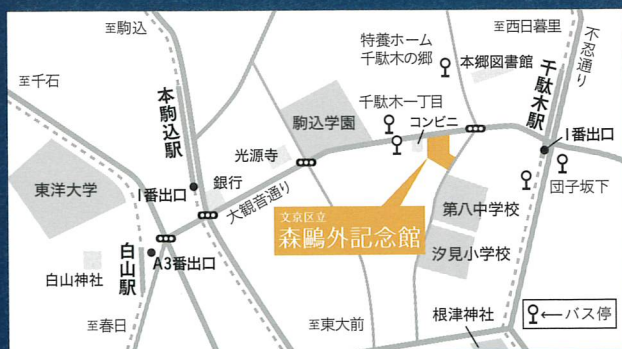 至駒込
至西日暮里
不忍通り
特養ホーム
千駄木の郷
本郷図書館
至千石
千駄木駅
本駒込駅
千駄木一丁目
コンビニ
駒込学園
1番出口
光源寺
東洋大学
1番出口
銀行
大観音通り
団子坂下
文京区立
森鷗外記念館
第八中学校
汐見小学校
白山駅
A3番出口
白山神社
至春日
至東大前
根津神社
←バス停